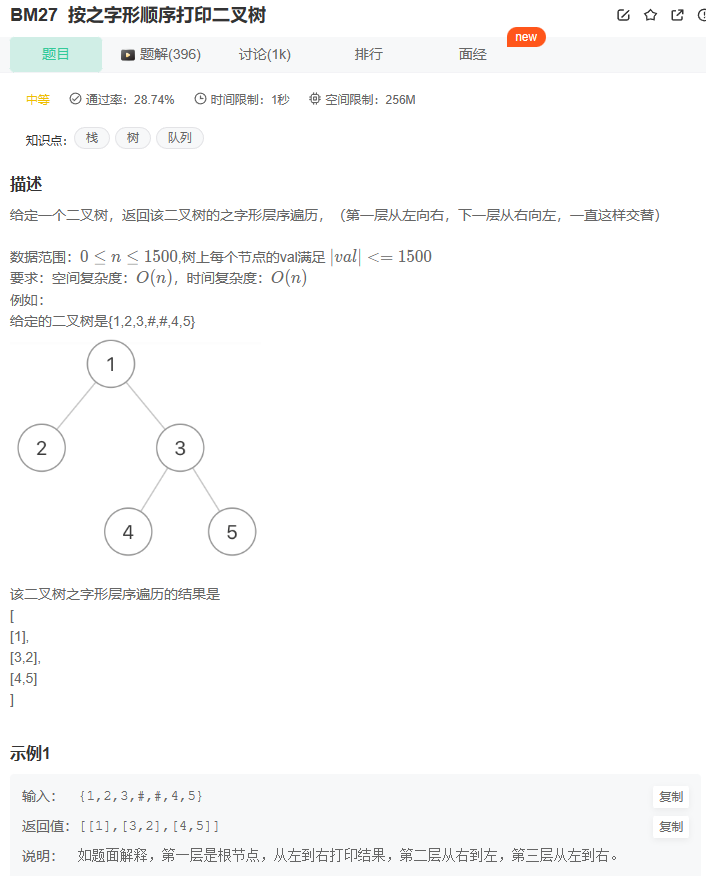 BM27 按之字形顺序打印二叉树
new
题目 题解(396) 讨论(1k) 排行 面经
中等 通过率：28.74% 时间限制：1秒 空间限制：256M
知识点： 栈 树 队列
描述
给定一个二叉树，返回该二叉树的之字形层序遍历，（第一层从左向右，下一层从右向左，一直这样交替）
数据范围：0 ≤ n ≤ 1500,树上每个节点的val满足 |val| <= 1500
要求：空间复杂度：O(n)，时间复杂度：O(n)
例如：
给定的二叉树是{1,2,3,#,#,4,5}
1
2 3
4 5
该二叉树之字形层序遍历的结果是
[
[1],
[3,2],
[4,5]
]
示例1
输入： {1,2,3,#,#,4,5} 复制
返回值： [[1],[3,2],[4,5]] 复制
说明： 如题面解释，第一层是根节点，从左到右打印结果，第二层从右到左，第三层从左到右。